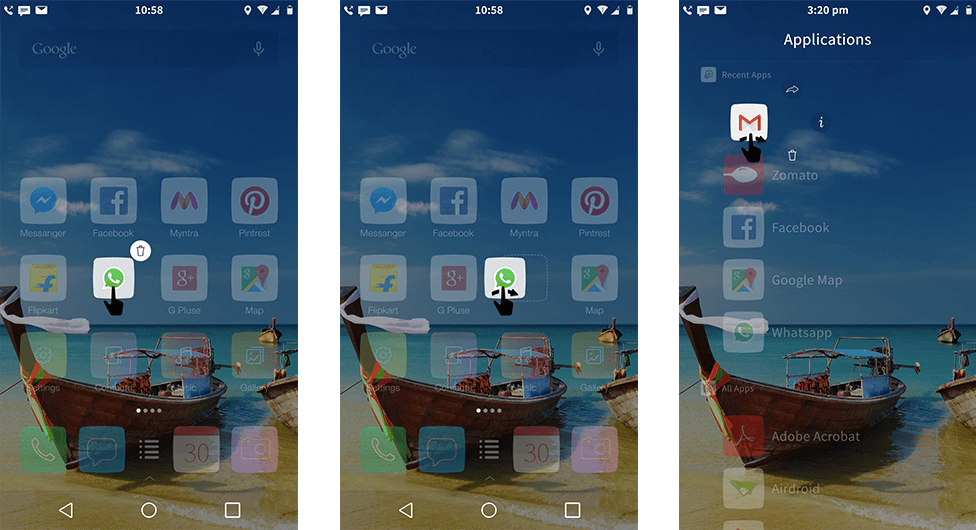 10:58
Google
Messanger Facebook Myntra Pintrest
Flipkart G Pluse Map
Settings Contacts Music Gallery
30
10:58
Google
Messanger Facebook Myntra Pintrest
Flipkart G Pluse Map
Settings Contacts Music Gallery
30
3:20 pm
Applications
Recent Apps
Zomato
Facebook
Google Map
Whatsapp
All Apps
Adobe Acrobat
Airdroid